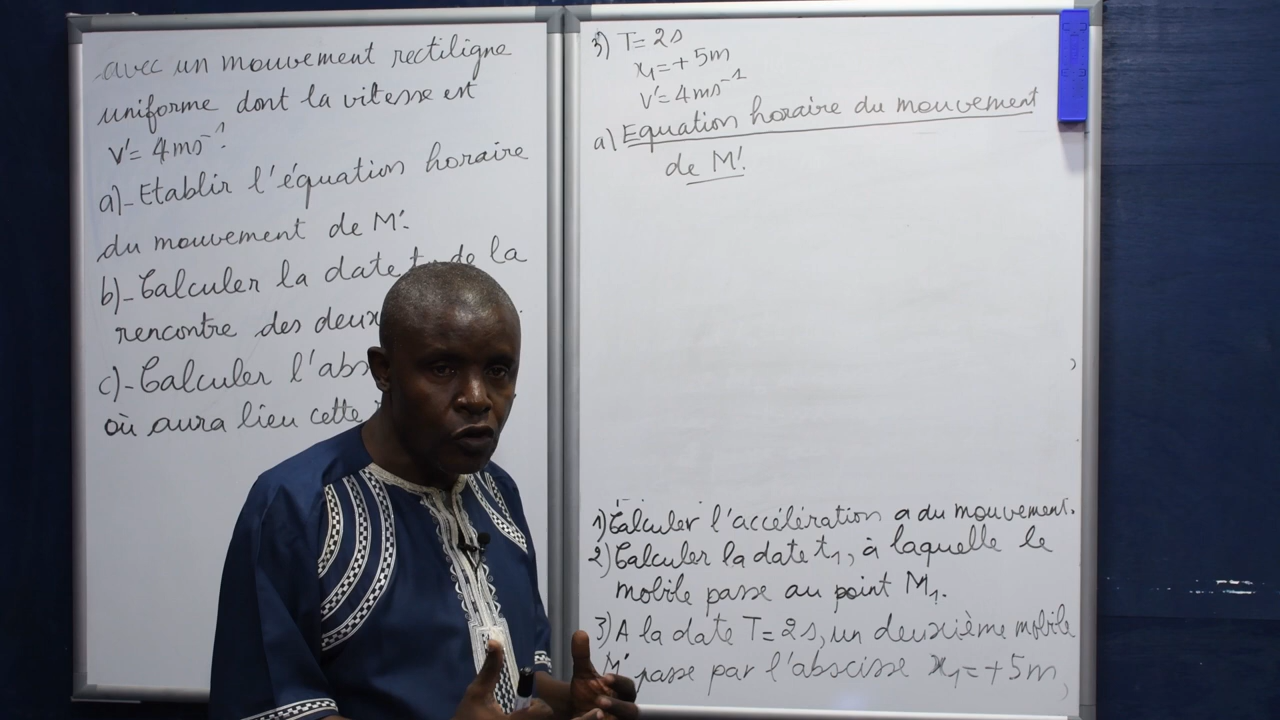 avec un mouvement rectiligne
uniforme dont la vitesse est
V'= 4ms⁻¹.
a)-Etablir l'équation horaire
du mouvement de M'.
b)-Calculer la date de la
rencontre des deux
c)-Calculer l'abs
où aura lieu cette
3) T= 2s
x₁=+5m
V'=4ms⁻¹
a) Equation horaire du mouvement
de M'.
1)Calculer l'accélération a du mouvement.
2)Calculer la date t₁, à laquelle le
mobile passe au point M₁.
3)A la date T=2s, un deuxième mobile
M' passe par l'abscisse x₁=+5m,